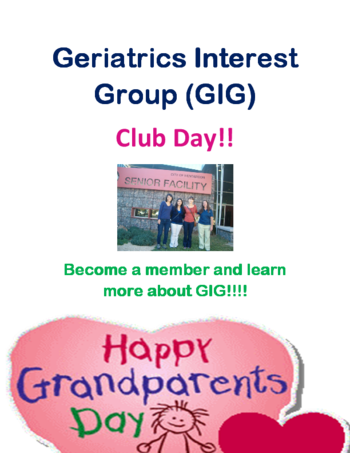 Geriatrics Interest
Group (GIG)
Club Day!!
SENIOR FACILITY
Become a member and learn
more about GIG!!!!
Happy
Grandparents
Day